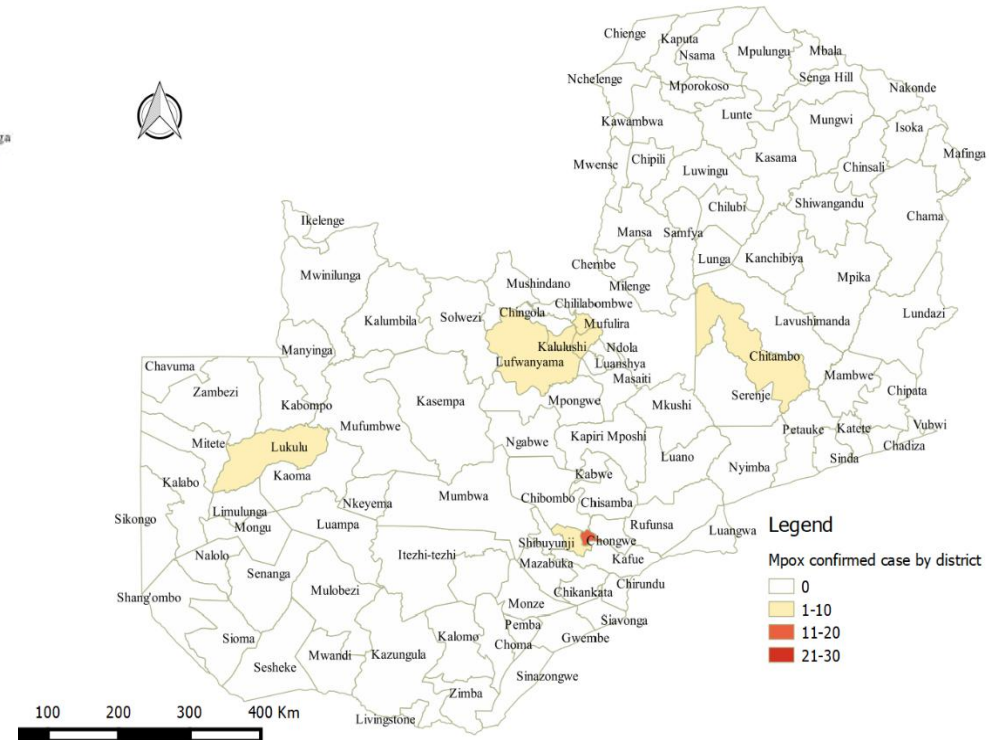 Chienge
Kaputa
Nsama
Mpulungu
Mbala
Nchelenge
Mporokoso
Senga Hill
Nakonde
Kawambwa
Lunte
Mungwi
Isoka
Mafinga
Mwense
Chipili
Luwingu
Kasama
Chinsali
Chilubi
Shiwangandu
Chama
Ikelenge
Mansa
Samfya
Lunga
Kanchibiya
Mpika
Mwinilunga
Chembe
Milenge
Mushindano
Chililabombwe
Kalumbila
Solwezi
Chingola
Mufulira
Lavushimanda
Lundazi
Manyinga
Kalulushi
Ndola
Lufwanyama
Luanshya
Masaiti
Chitambo
Chavuma
Zambezi
Kabompo
Kasempa
Mpongwe
Mkushi
Serenje
Mambwe
Chipata
Mitete
Lukulu
Mufumbwe
Ngabwe
Kapiri Mposhi
Petauke
Katete
Vubwi
Chadiza
Sinda
Kalabo
Kaoma
Luano
Nyimba
Kabwe
Nkeyema
Mumbwa
Chibombo
Chisamba
Sikongo
Limulunga
Mongu
Luampa
Rufunsa
Luangwa
Nalolo
Itezhi-tezhi
Shibuyunji
Chongwe
Kafue
Mazabuka
Senanga
Mulobezi
Chikankata
Chirundu
Shang'ombo
Monze
Siavonga
Sioma
Pemba
Kalomo
Choma
Gwembe
Sesheke
Mwandi
Kazungula
Sinazongwe
Zimba
Livingstone
Legend
Mpox confirmed case by district
0
1-10
11-20
21-30
100 200 300 400 Km